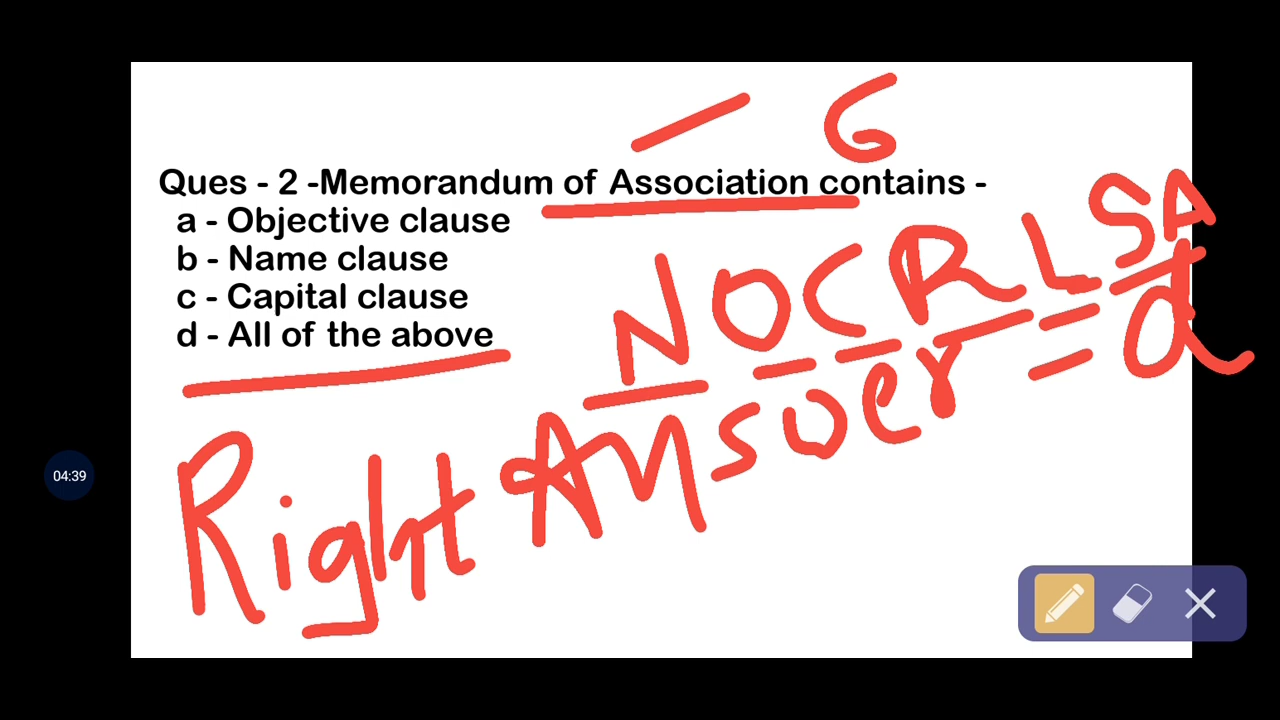 6
Ques - 2 -Memorandum of Association contains -
a - Objective clause
b - Name clause
c - Capital clause
d - All of the above
N O C R L SA
Right Answer = d
04:39